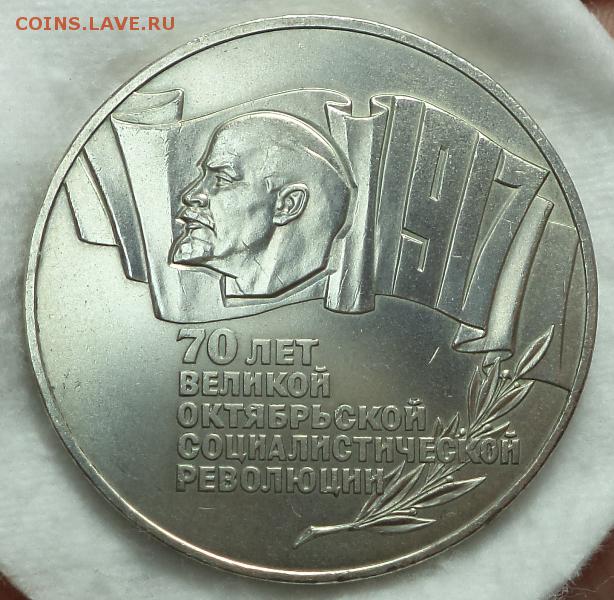 COINS.LAVE.RU
1917
70 ЛЕТ
ВЕЛИКОЙ
ОКТЯБРЬСКОЙ
СОЦИАЛИСТИЧЕСКОЙ
РЕВОЛЮЦИИ